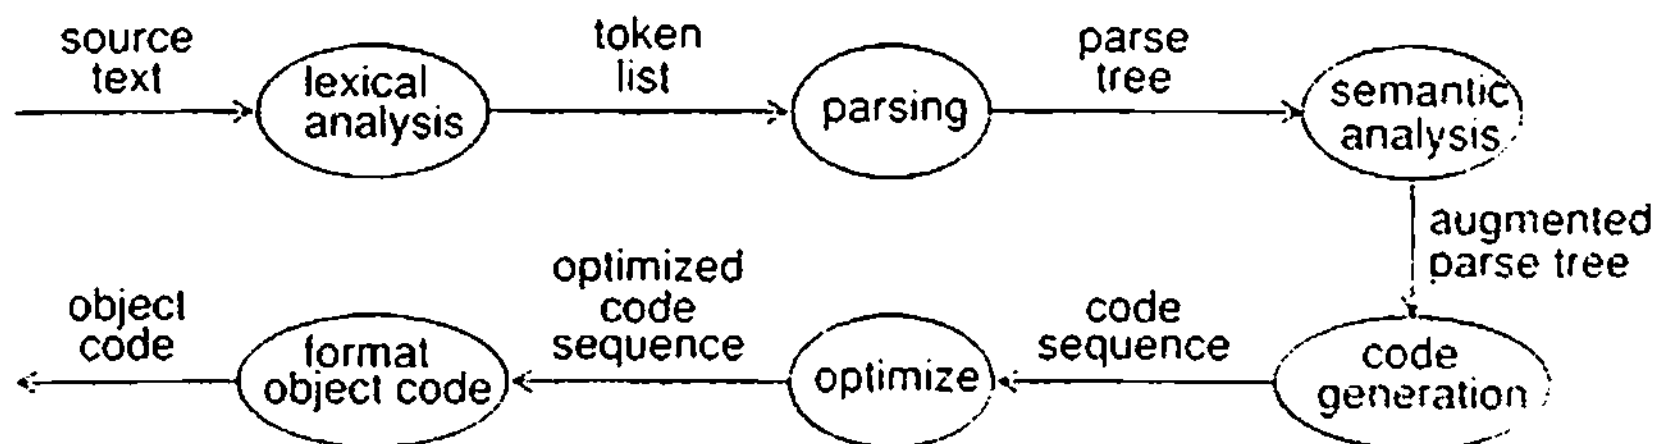 source
text
lexical
analysis
token
list
parsing
parse
tree
semantic
analysis
augmented
parse tree
code
generation
code
sequence
optimize
optimized
code
sequence
format
object code
object
code